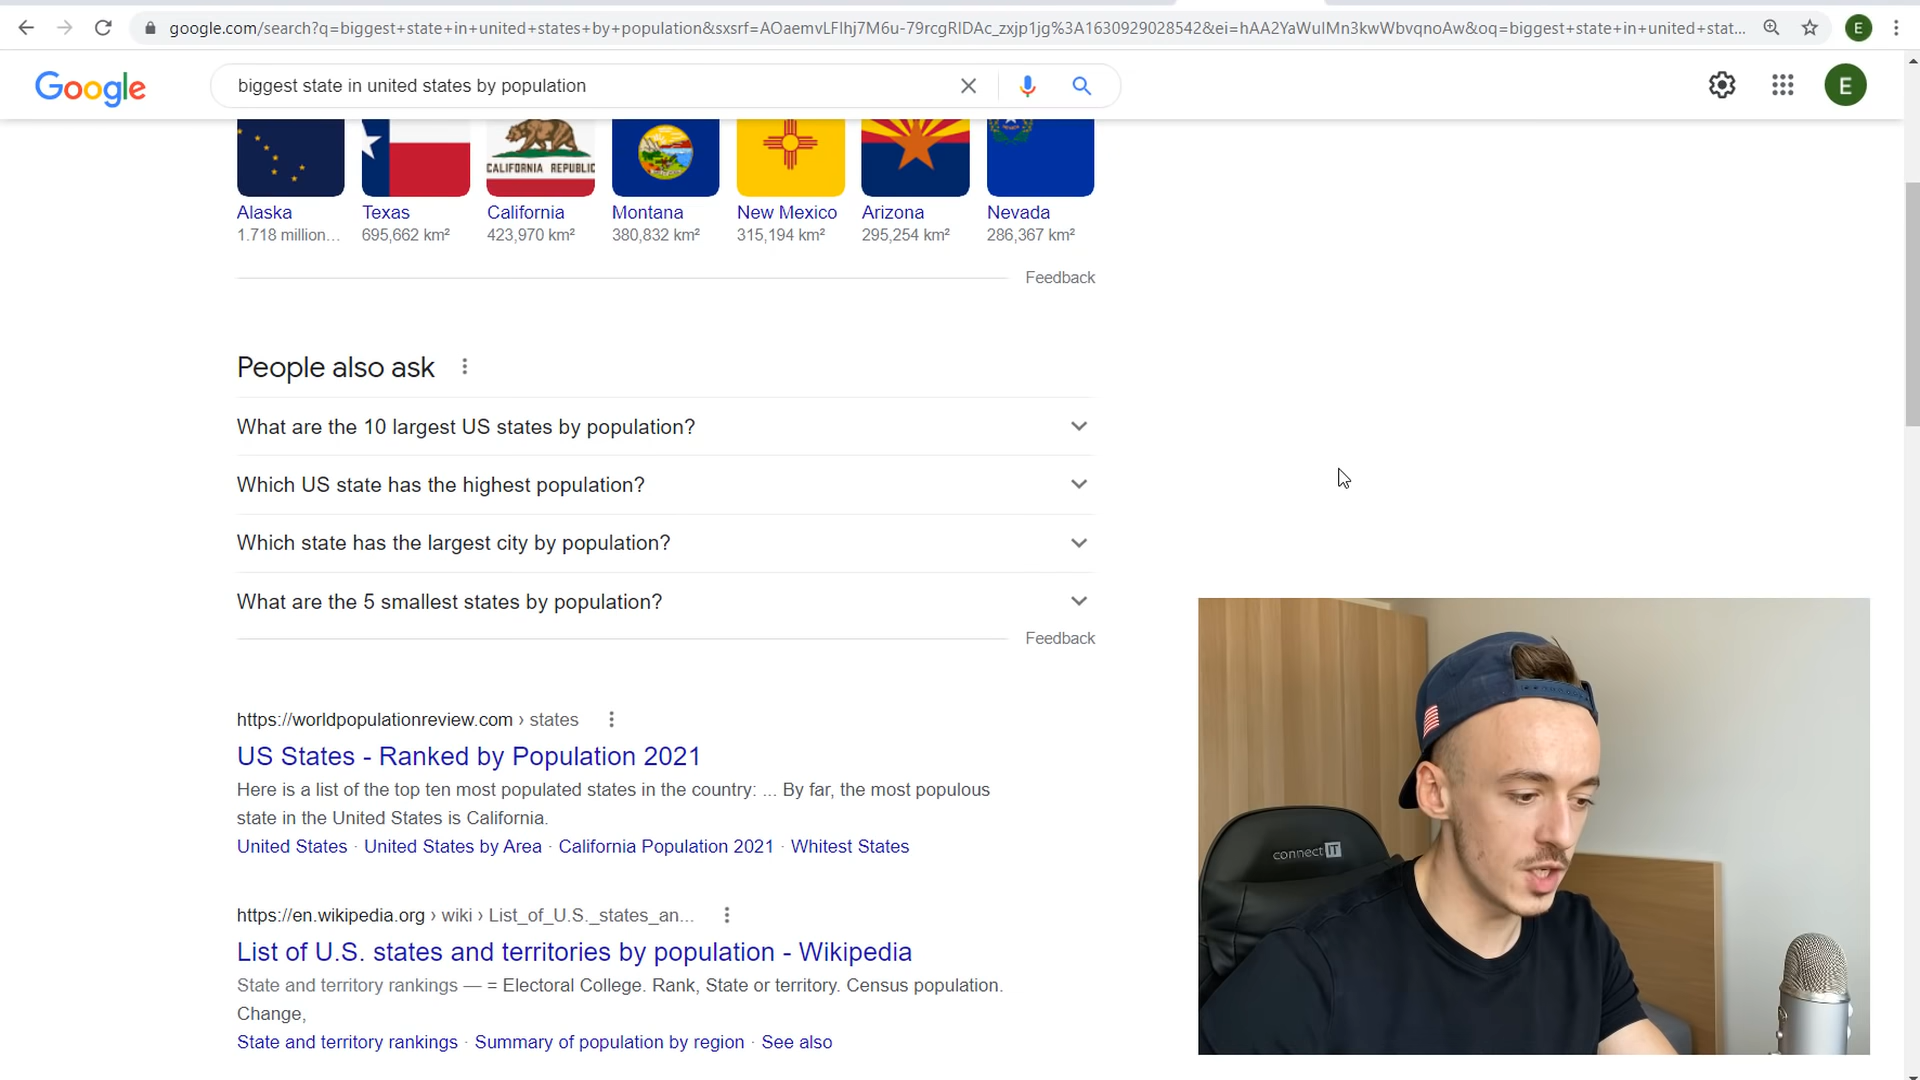 google.com/search?q=biggest+state+in+united+states+by+population&sxsrf=AOaemvLFlhj7M6u-79rcgRIDAc_zxjp1jg%3A1630929028542&ei=hAA2YaWuIMn3kwWbvqnoAw&oq=biggest+state+in+united+stat...
E
Google
biggest state in united states by population
E
CALIFORNIA REPUBLIC
Alaska Texas California Montana New Mexico Arizona Nevada
1.718 million... 695,662 km² 423,970 km² 380,832 km² 315,194 km² 295,254 km² 286,367 km²
Feedback
People also ask
What are the 10 largest US states by population?
Which US state has the highest population?
Which state has the largest city by population?
What are the 5 smallest states by population?
Feedback
https://worldpopulationreview.com › states
US States - Ranked by Population 2021
Here is a list of the top ten most populated states in the country: ... By far, the most populous
state in the United States is California.
United States · United States by Area · California Population 2021 · Whitest States
https://en.wikipedia.org › wiki › List_of_U.S._states_an...
List of U.S. states and territories by population - Wikipedia
State and territory rankings — = Electoral College. Rank, State or territory. Census population.
Change,
State and territory rankings · Summary of population by region · See also
connect IT